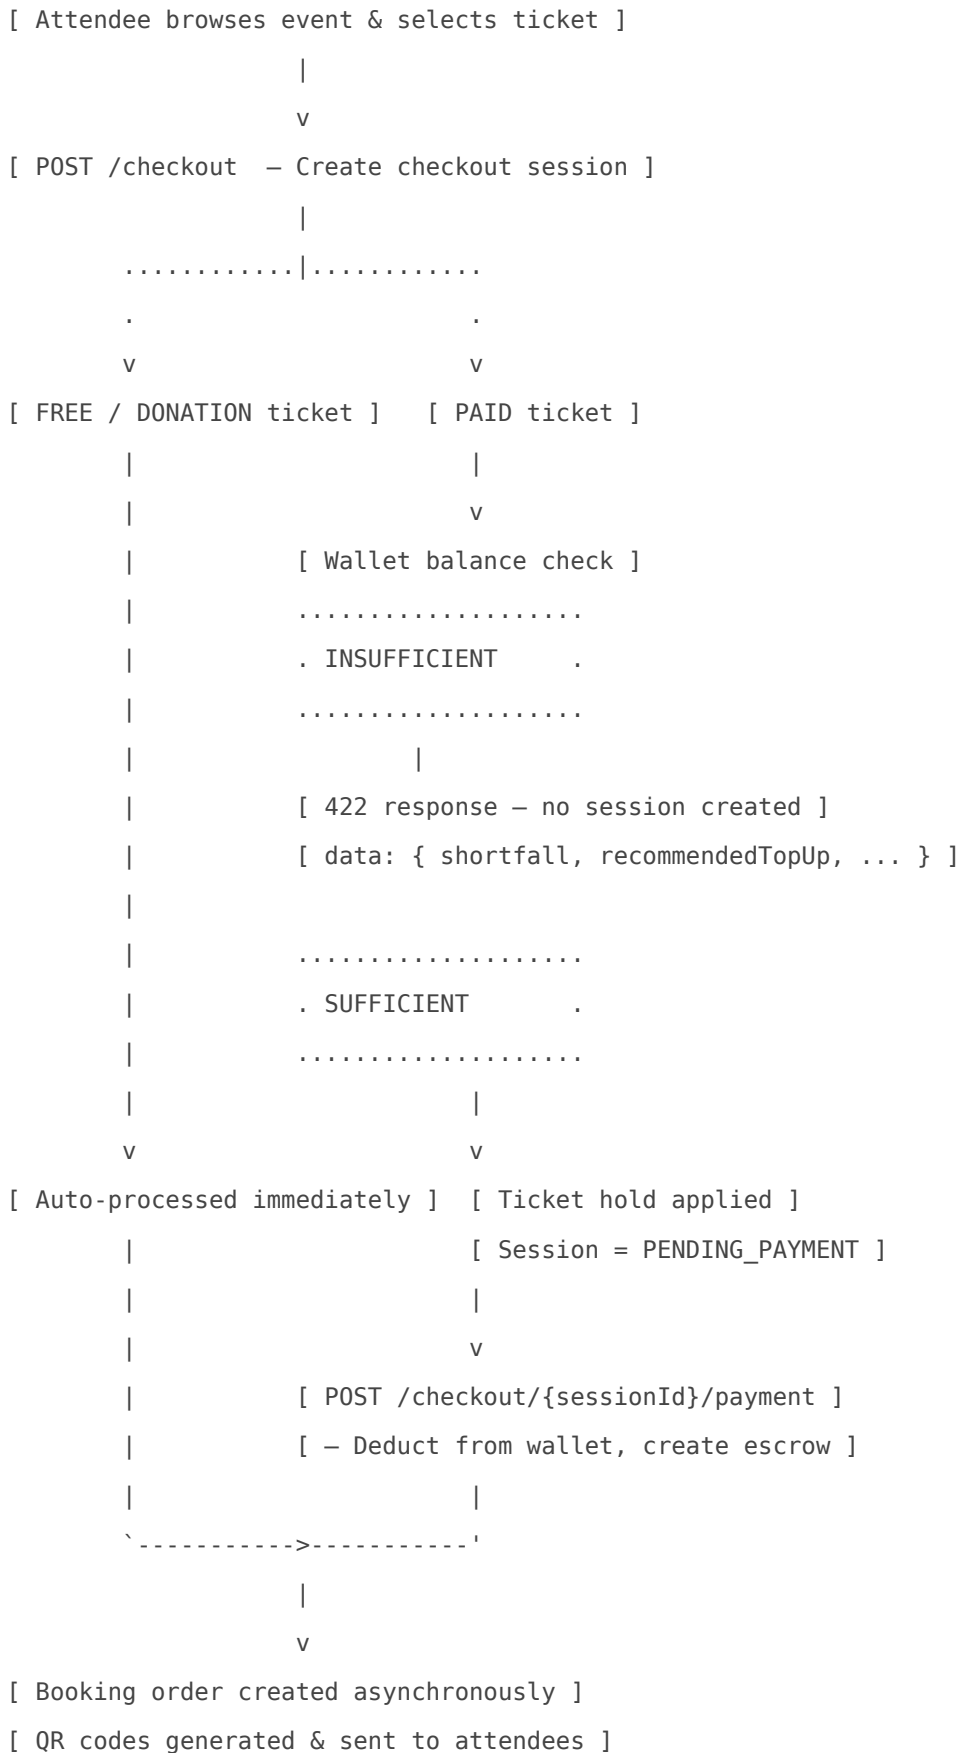 [ Attendee browses event & selects ticket ]
                    |
                    v
[ POST /checkout  — Create checkout session ]
                    |
        ............|............
        .                        .
        v                        v
[ FREE / DONATION ticket ]   [ PAID ticket ]
        |                        |
        |                        v
        |           [ Wallet balance check ]
        |           ....................
        |           . INSUFFICIENT     .
        |           ....................
        |                    |
        |           [ 422 response — no session created ]
        |           [ data: { shortfall, recommendedTopUp, ... } ]
        |
        |           ....................
        |           . SUFFICIENT       .
        |           ....................
        |                        |
        v                        v
[ Auto-processed immediately ]  [ Ticket hold applied ]
        |                        [ Session = PENDING_PAYMENT ]
        |                        |
        |                        v
        |           [ POST /checkout/{sessionId}/payment ]
        |           [ — Deduct from wallet, create escrow ]
        |                        |
        `----------->-----------'
                    |
                    v
[ Booking order created asynchronously ]
[ QR codes generated & sent to attendees ]